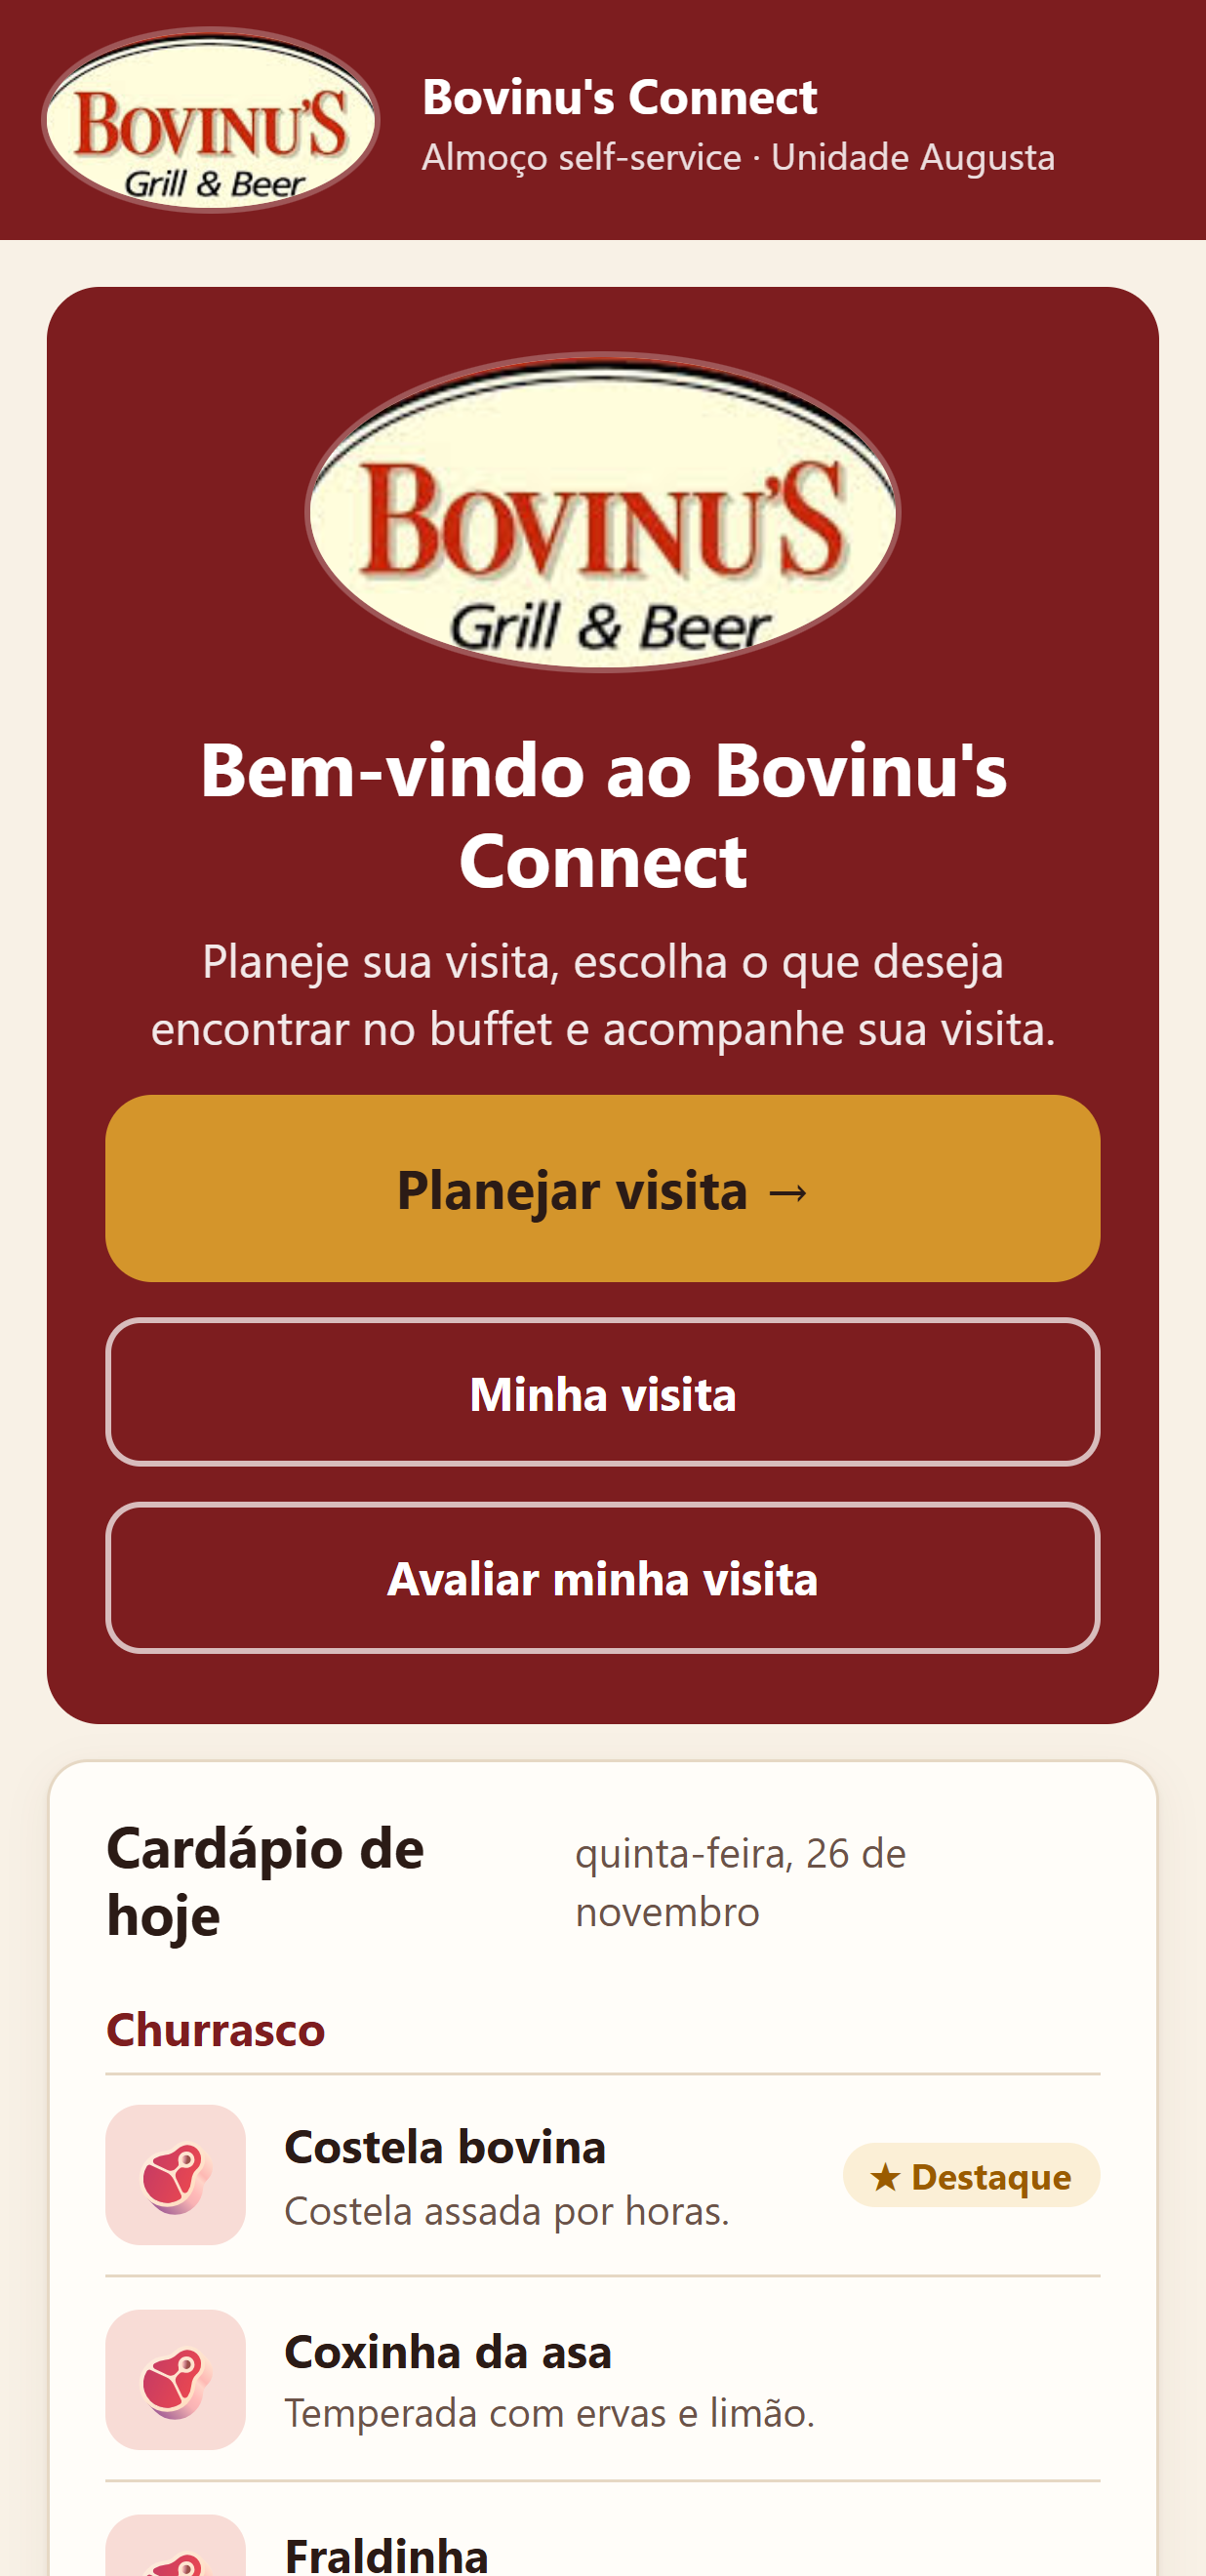 BOVINU'S
Grill & Beer
Bovinu's Connect
Almoço self-service · Unidade Augusta
BOVINU'S
Grill & Beer
Bem-vindo ao Bovinu's
Connect
Planeje sua visita, escolha o que deseja
encontrar no buffet e acompanhe sua visita.
Planejar visita →
Minha visita
Avaliar minha visita
Cardápio de
hoje
quinta-feira, 26 de
novembro
Churrasco
Costela bovina
Costela assada por horas.
★ Destaque
Coxinha da asa
Temperada com ervas e limão.
Fraldinha